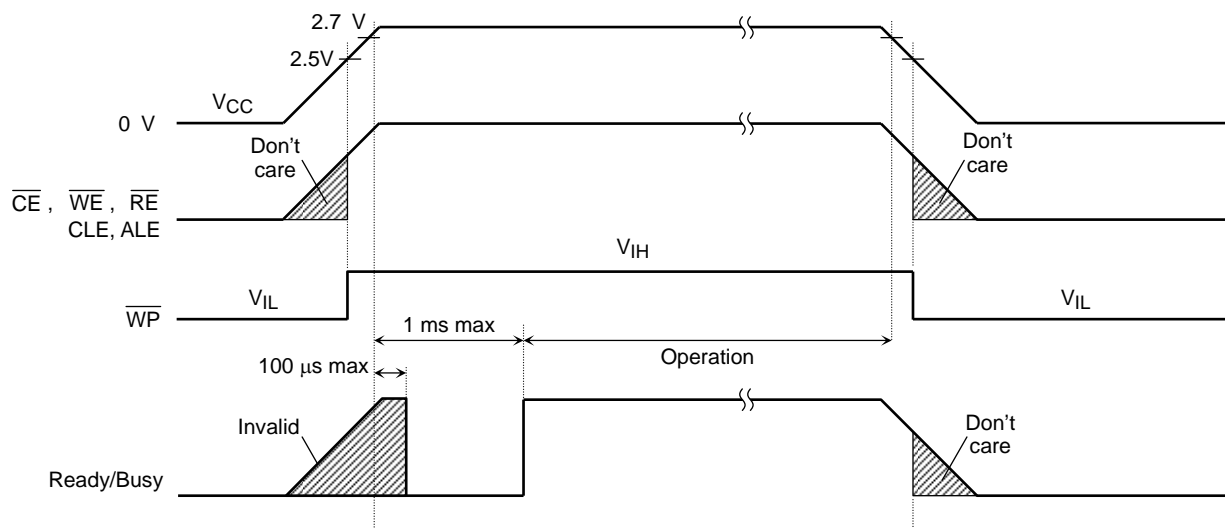 2.7 V
2.5V
VCC
0 V
Don't
care
Don't
care
CE , WE , RE
CLE, ALE
VIH
VIL
VIL
WP
1 ms max
Operation
100 μs max
Invalid
Don't
care
Ready/Busy